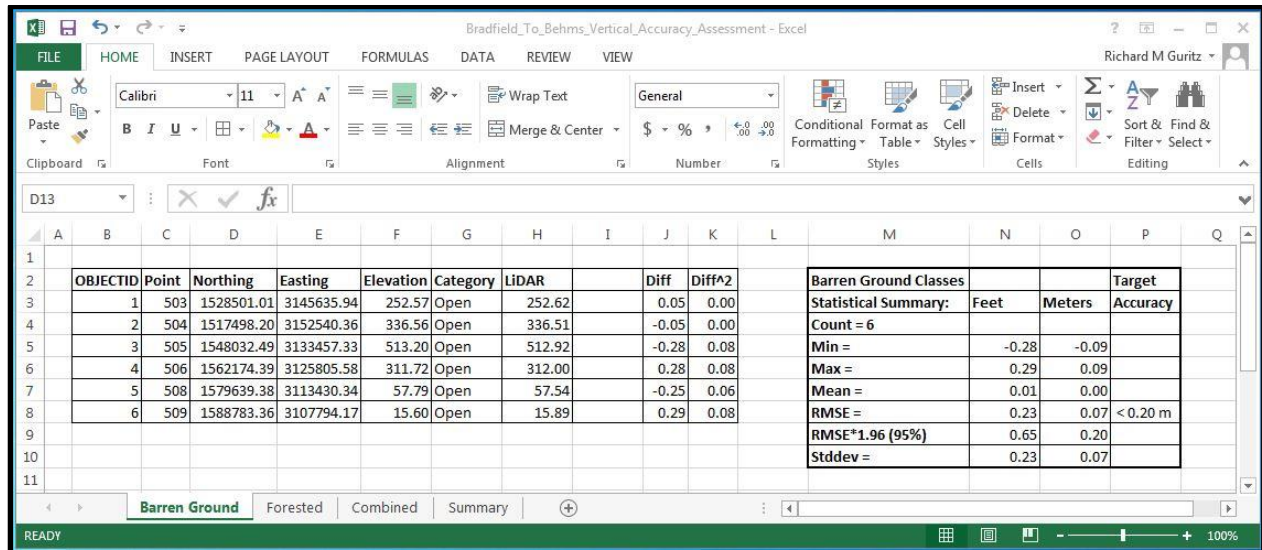 Bradfield_To_Behms_Vertical_Accuracy_Assessment - Excel
FILE HOME INSERT PAGE LAYOUT FORMULAS DATA REVIEW VIEW Richard M Guritz
Calibri 11 A A Wrap Text General Insert
Paste B I U A Merge & Center $ % , .00 .0 Conditional Formatting Format as Table Cell Styles Delete Format Sort & Filter Find & Select
Clipboard Font Alignment Number Styles Cells Editing
D13 fx
A B C D E F G H I J K L M N O P Q
1
2 OBJECTID Point Northing Easting Elevation Category LiDAR Diff Diff^2 Barren Ground Classes Target
3 1 503 1528501.01 3145635.94 252.57 Open 252.62 0.05 0.00 Statistical Summary: Feet Meters Accuracy
4 2 504 1517498.20 3152540.36 336.56 Open 336.51 -0.05 0.00 Count = 6
5 3 505 1548032.49 3133457.33 513.20 Open 512.92 -0.28 0.08 Min = -0.28 -0.09
6 4 506 1562174.39 3125805.58 311.72 Open 312.00 0.28 0.08 Max = 0.29 0.09
7 5 508 1579639.38 3113430.34 57.79 Open 57.54 -0.25 0.06 Mean = 0.01 0.00
8 6 509 1588783.36 3107794.17 15.60 Open 15.89 0.29 0.08 RMSE = 0.23 0.07 < 0.20 m
9 RMSE*1.96 (95%) 0.65 0.20
10 Stddev = 0.23 0.07
11
Barren Ground Forested Combined Summary
READY 100%